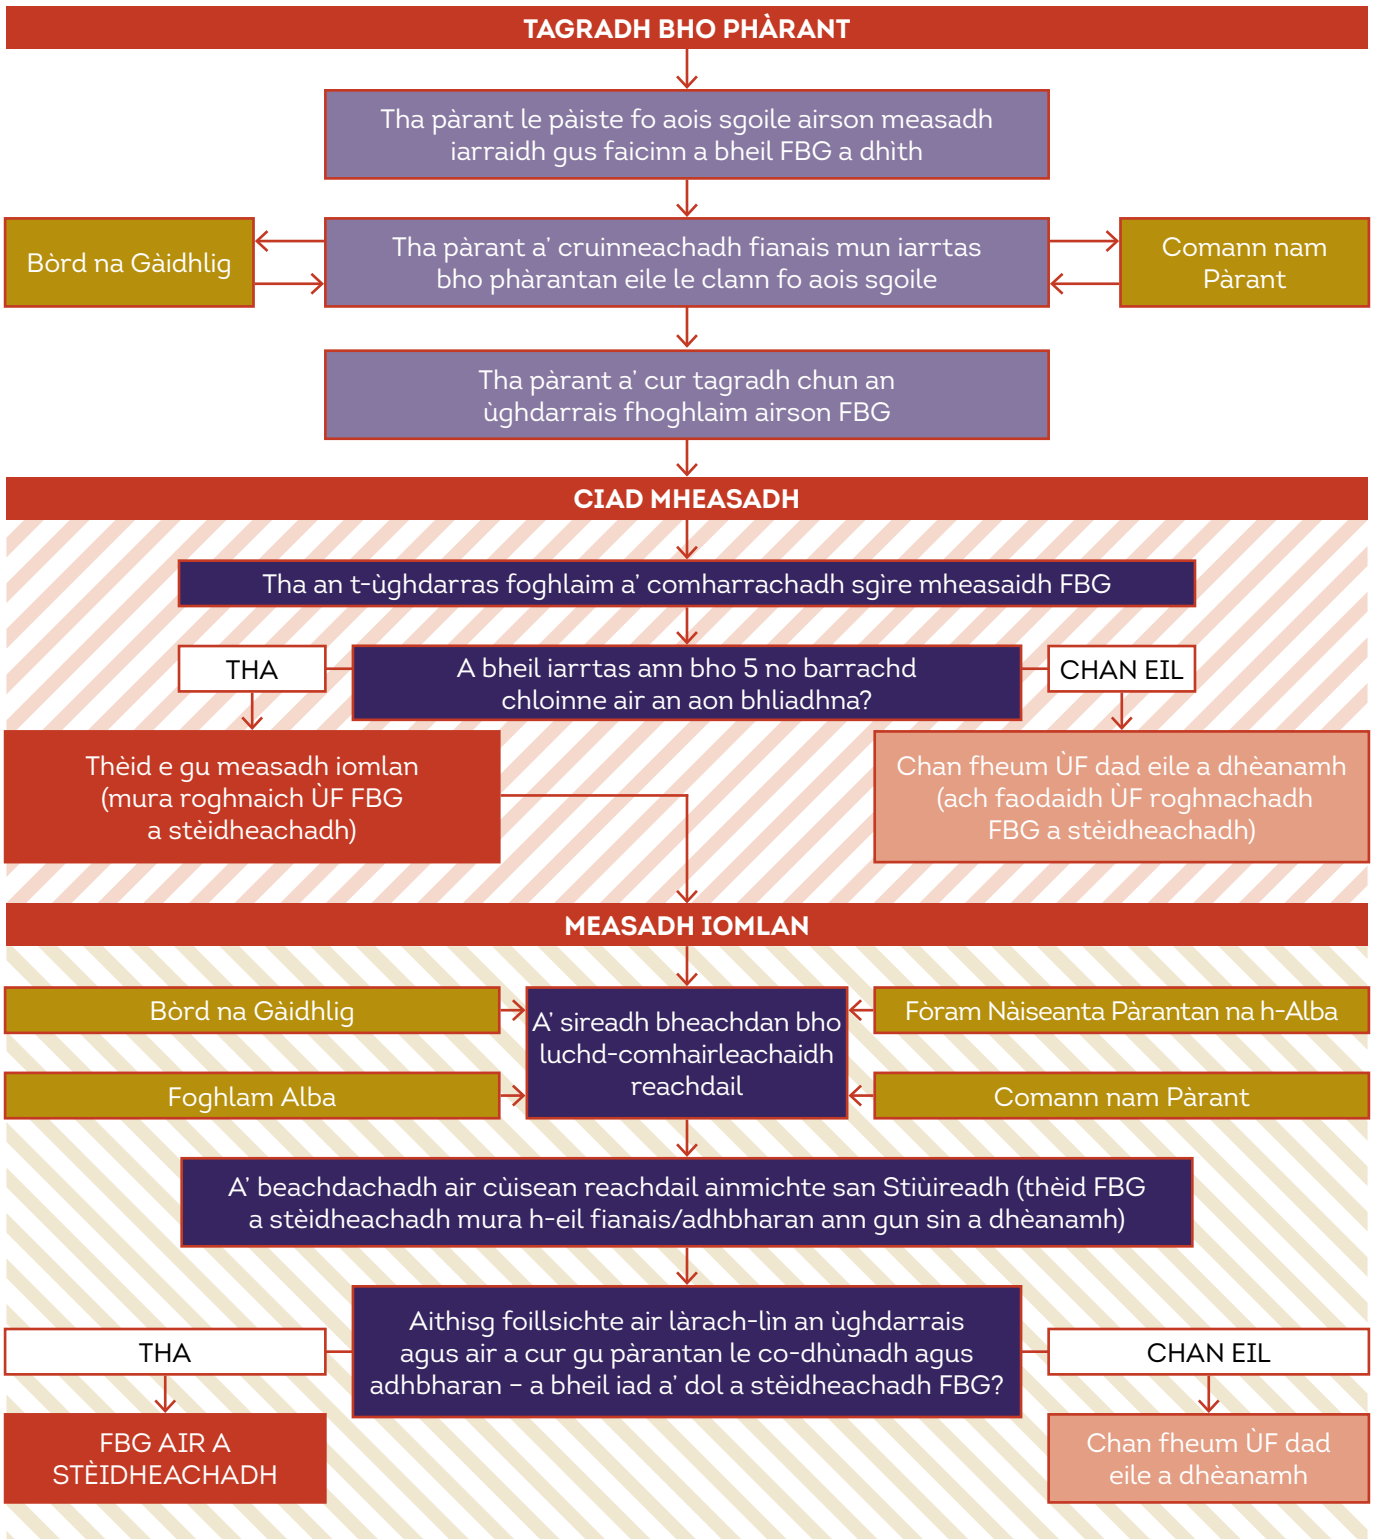 TAGRADH BHO PHÀRANT
Tha pàrant le pàiste fo aois sgoile airson measadh
iarraidh gus faicinn a bheil FBG a dhìth
Bòrd na Gàidhlig
Tha pàrant a' cruinneachadh fianais mun iarrtas
bho phàrantan eile le clann fo aois sgoile
Comann nam
Pàrant
Tha pàrant a' cur tagradh chun an
ùghdarrais fhoghlaim airson FBG
CIAD MHEASADH
Tha an t-ùghdarras foghlaim a' comharrachadh sgìre mheasaidh FBG
THA
A bheil iarrtas ann bho 5 no barrachd
chloinne air an aon bhliadhna?
CHAN EIL
Thèid e gu measadh iomlan
(mura roghnaich ÙF FBG
a stèidheachadh)
Chan fheum ÙF dad eile a dhèanamh
(ach faodaidh ÙF roghnachadh
FBG a stèidheachadh)
MEASADH IOMLAN
Bòrd na Gàidhlig
Foghlam Alba
A' sireadh bheachdan bho
luchd-comhairleachaidh
reachdail
Fòram Nàiseanta Pàrantan na h-Alba
Comann nam Pàrant
A' beachdachadh air cùisean reachdail ainmichte san Stiùireadh (thèid FBG
a stèidheachadh mura h-eil fianais/adhbharan ann gun sin a dhèanamh)
Aithisg foillsichte air làrach-lìn an ùghdarrais
agus air a cur gu pàrantan le co-dhùnadh agus
adhbharan – a bheil iad a' dol a stèidheachadh FBG?
THA
CHAN EIL
FBG AIR A
STÈIDHEACHADH
Chan fheum ÙF dad
eile a dhèanamh